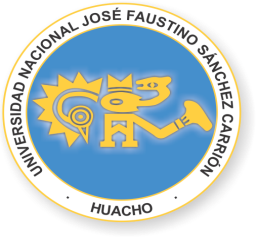 UNIVERSIDAD NACIONAL JOSÉ FAUSTINO SÁNCHEZ CARRIÓN
· HUACHO ·